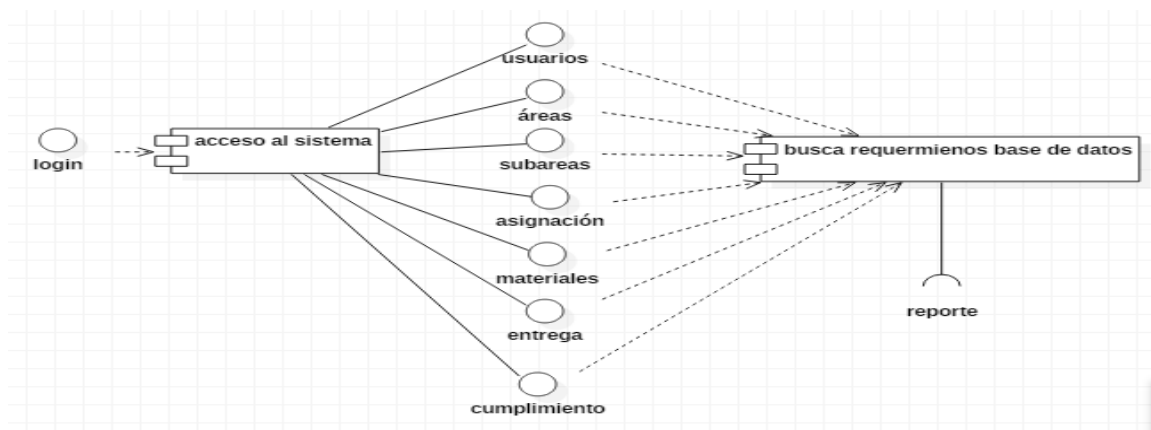 usuarios
áreas
acceso al sistema
login
subareas
busca requermienos base de datos
asignación
materiales
entrega
reporte
cumplimiento